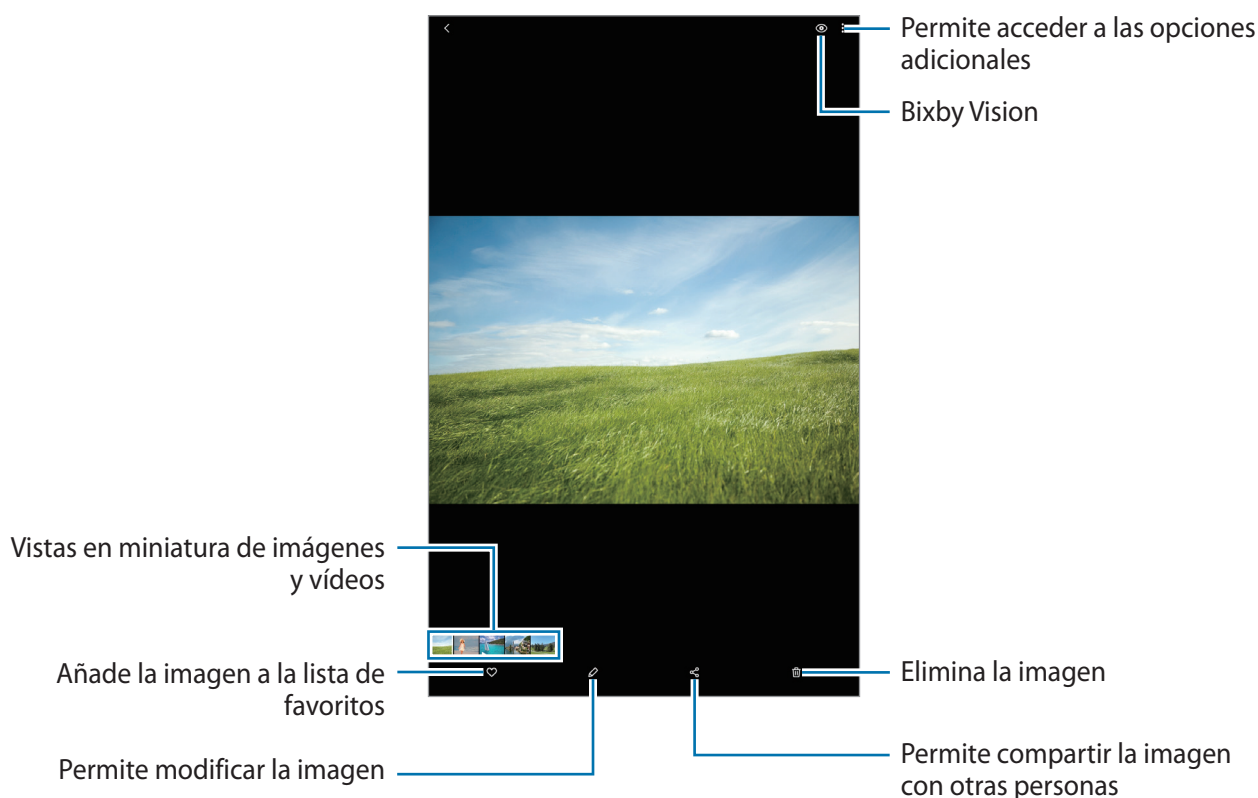 Permite acceder a las opciones
adicionales
Bixby Vision
Vistas en miniatura de imágenes
y vídeos
Añade la imagen a la lista de
favoritos
Elimina la imagen
Permite modificar la imagen
Permite compartir la imagen
con otras personas